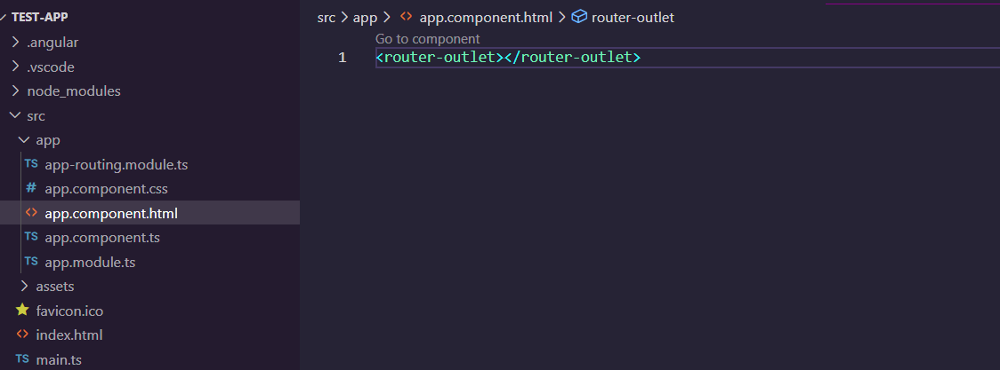 TEST-APP
.angular
.vscode
node_modules
src
app
TS app-routing.module.ts
# app.component.css
<> app.component.html
TS app.component.ts
TS app.module.ts
assets
favicon.ico
<> index.html
TS main.ts
src > app > <> app.component.html > router-outlet
Go to component
1 <router-outlet></router-outlet>